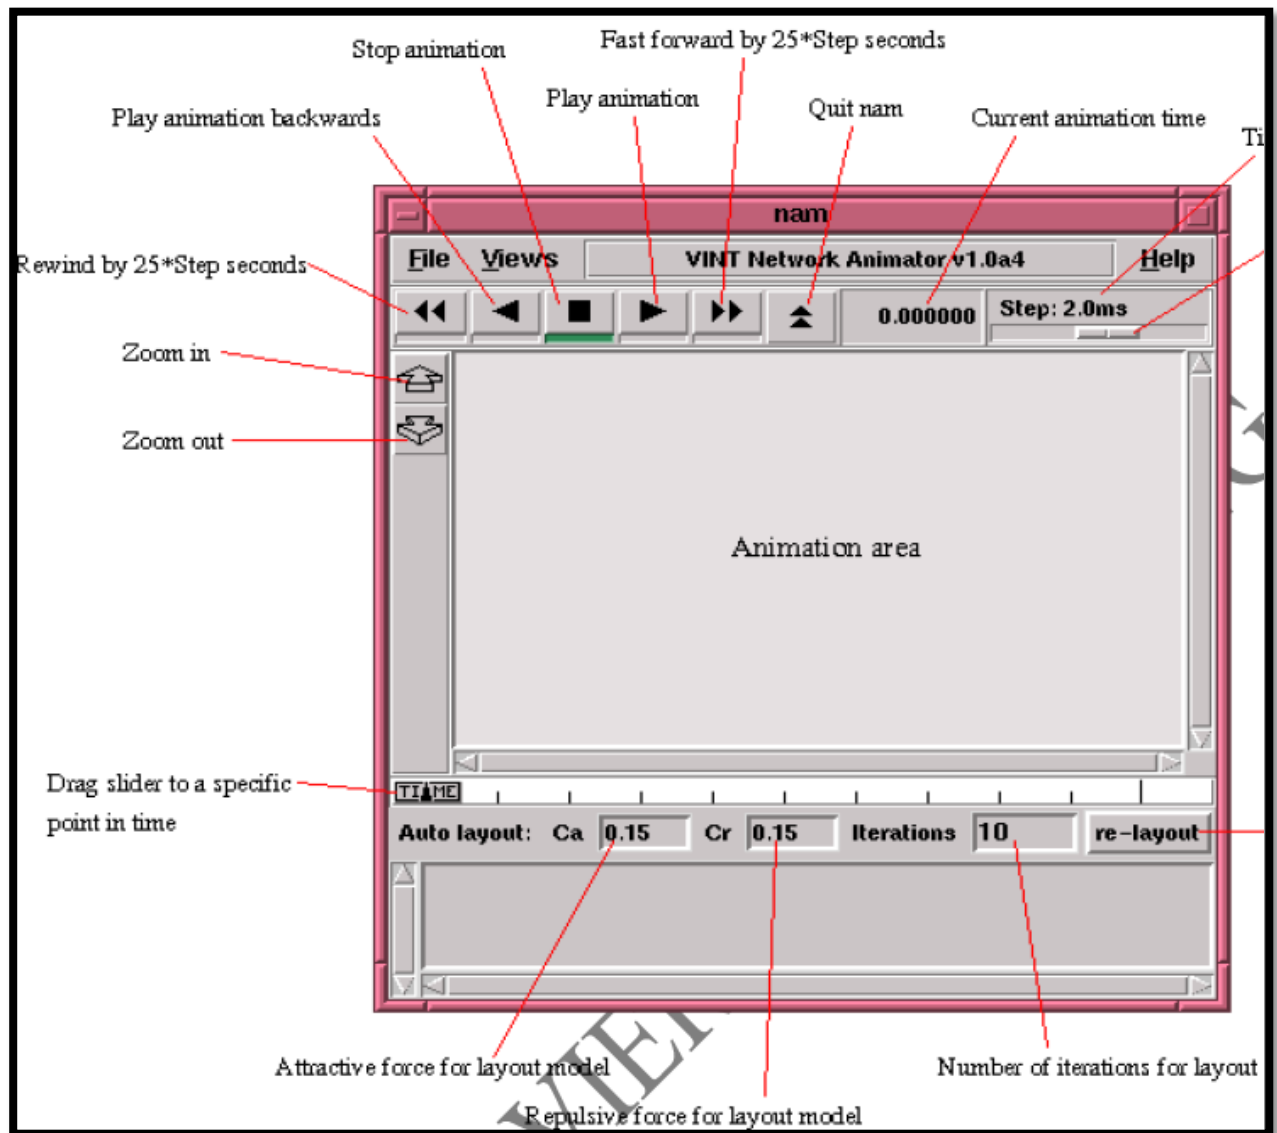 Fast forward by 25*Step seconds
Stop animation
Play animation
Quit nam
Play animation backwards
Current animation time
Ti
nam
File Views VINT Network Animator v1.0a4 Help
Rewind by 25*Step seconds
0.000000
Step: 2.0ms
Zoom in
Zoom out
Animation area
Drag slider to a specific
point in time
TIME
Auto layout: Ca 0.15 Cr 0.15 Iterations 10 re-layout
Attractive force for layout model
Number of iterations for layout
Repulsive force for layout model